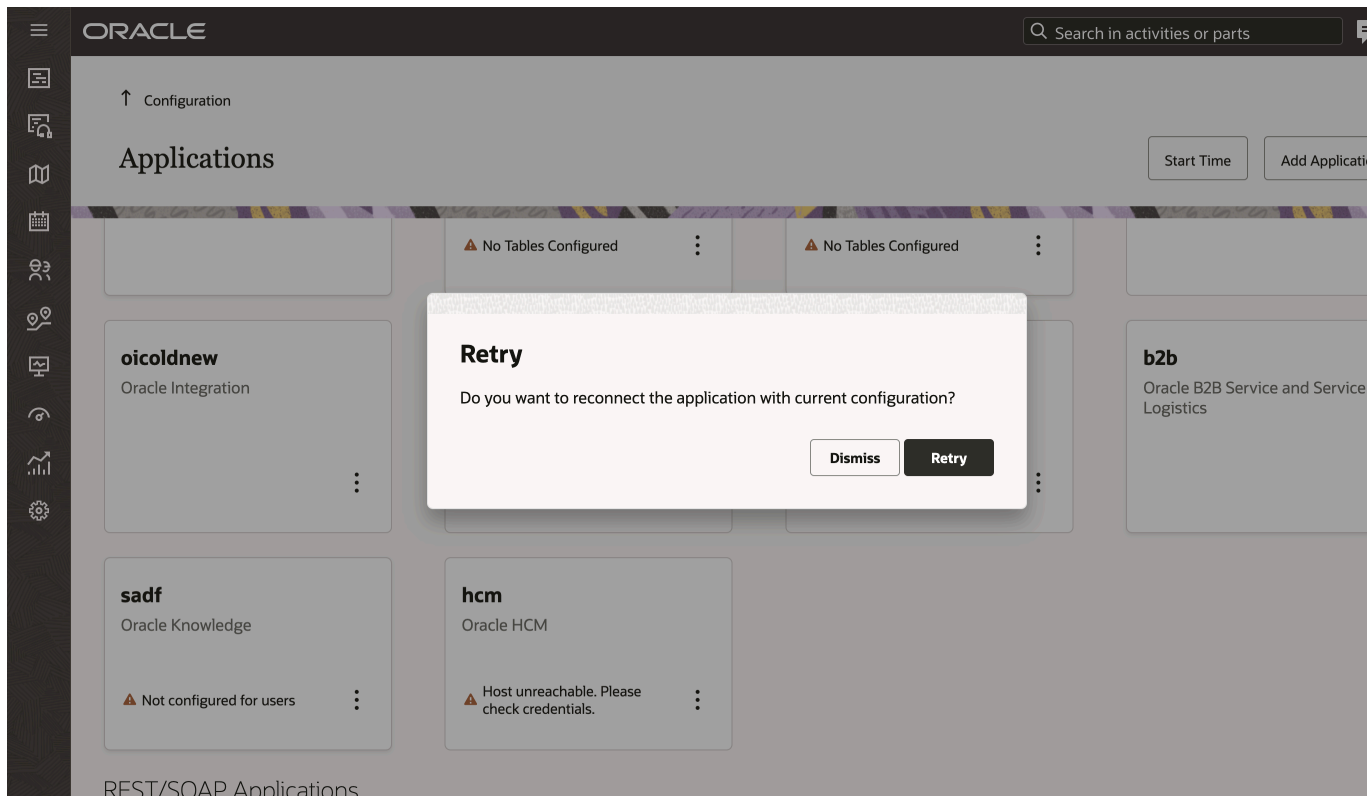 ORACLE
Search in activities or parts
Configuration
Applications
Start Time
Add Applicati
No Tables Configured
No Tables Configured
Retry
Do you want to reconnect the application with current configuration?
Dismiss
Retry
oicoldnew
Oracle Integration
b2b
Oracle B2B Service and Service
Logistics
sadf
Oracle Knowledge
Not configured for users
hcm
Oracle HCM
Host unreachable. Please
check credentials.
REST/SOAP Applications